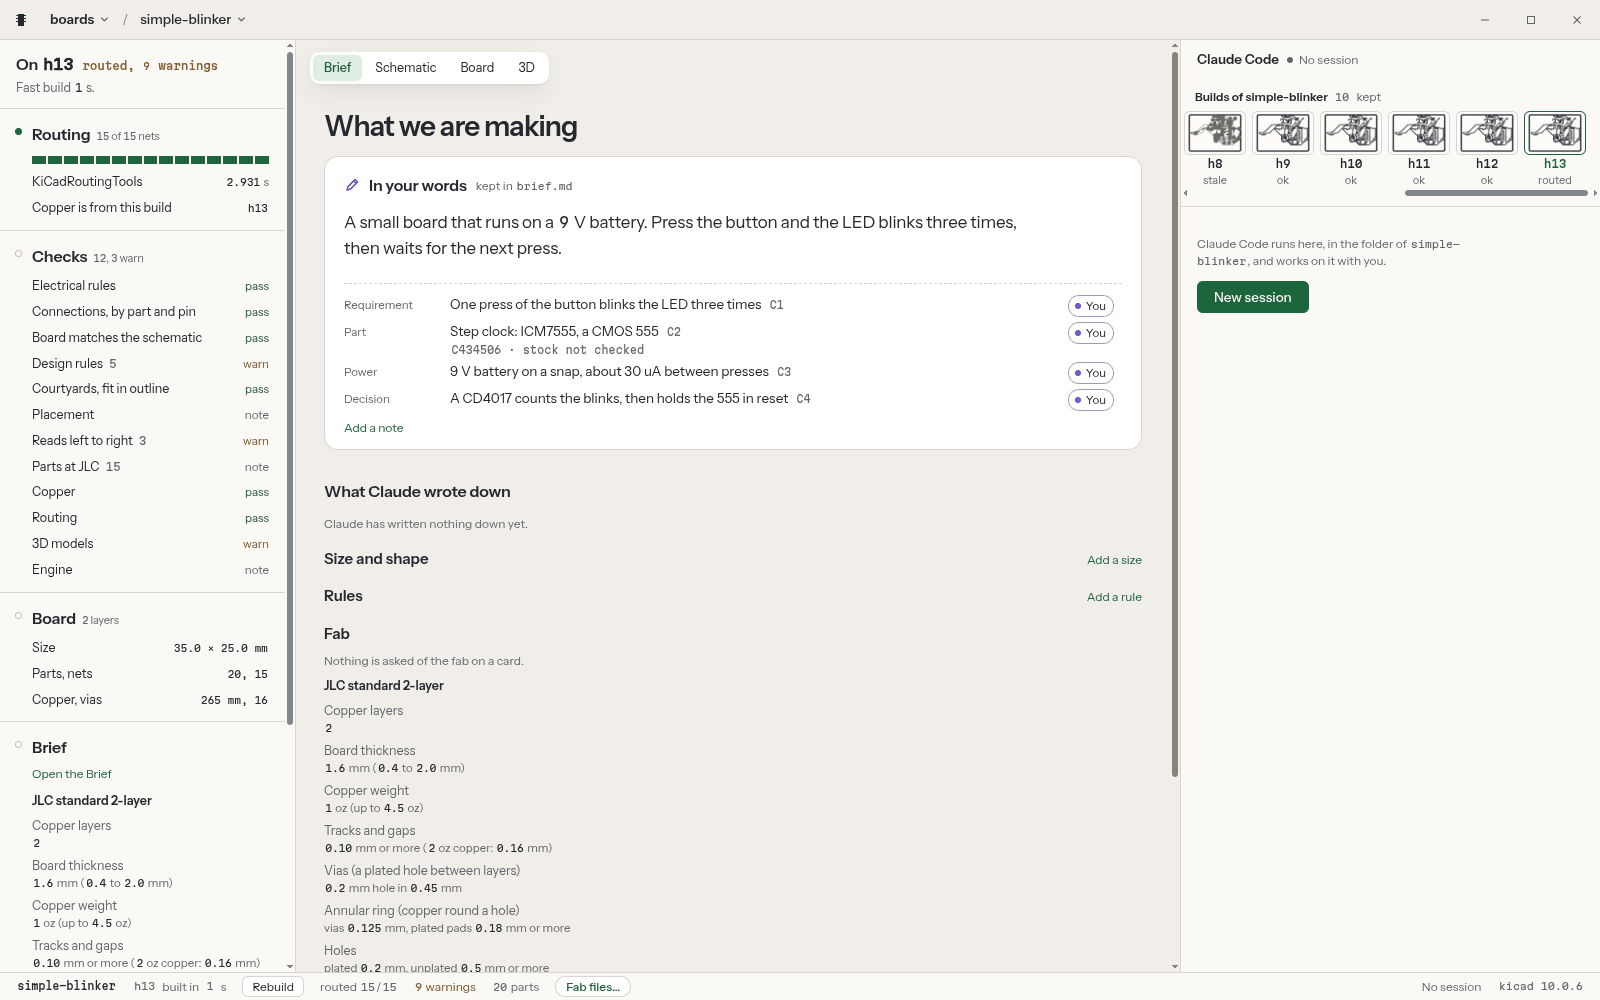 boards / simple-blinker
On h13 routed, 9 warnings
Fast build 1 s.
Routing 15 of 15 nets
KiCadRoutingTools 2.931 s
Copper is from this build h13
Checks 12, 3 warn
Electrical rules pass
Connections, by part and pin pass
Board matches the schematic pass
Design rules 5 warn
Courtyards, fit in outline pass
Placement note
Reads left to right 3 warn
Parts at JLC 15 note
Copper pass
Routing pass
3D models warn
Engine note
Board 2 layers
Size 35.0 × 25.0 mm
Parts, nets 20, 15
Copper, vias 265 mm, 16
Brief
Open the Brief
JLC standard 2-layer
Copper layers
2
Board thickness
1.6 mm (0.4 to 2.0 mm)
Copper weight
1 oz (up to 4.5 oz)
Tracks and gaps
0.10 mm or more (2 oz copper: 0.16 mm)
Brief Schematic Board 3D
What we are making
In your words kept in brief.md
A small board that runs on a 9 V battery. Press the button and the LED blinks three times,
then waits for the next press.
Requirement One press of the button blinks the LED three times C1 You
Part Step clock: ICM7555, a CMOS 555 C2 You
C434506 · stock not checked
Power 9 V battery on a snap, about 30 uA between presses C3 You
Decision A CD4017 counts the blinks, then holds the 555 in reset C4 You
Add a note
What Claude wrote down
Claude has written nothing down yet.
Size and shape Add a size
Rules Add a rule
Fab
Nothing is asked of the fab on a card.
JLC standard 2-layer
Copper layers
2
Board thickness
1.6 mm (0.4 to 2.0 mm)
Copper weight
1 oz (up to 4.5 oz)
Tracks and gaps
0.10 mm or more (2 oz copper: 0.16 mm)
Vias (a plated hole between layers)
0.2 mm hole in 0.45 mm
Annular ring (copper round a hole)
vias 0.125 mm, plated pads 0.18 mm or more
Holes
plated 0.2 mm, unplated 0.5 mm or more
Claude Code No session
Builds of simple-blinker 10 kept
h8 h9 h10 h11 h12 h13
stale ok ok ok ok routed
Claude Code runs here, in the folder of simple-
blinker, and works on it with you.
New session
simple-blinker h13 built in 1 s Rebuild routed 15/15 9 warnings 20 parts Fab files... No session kicad 10.0.6